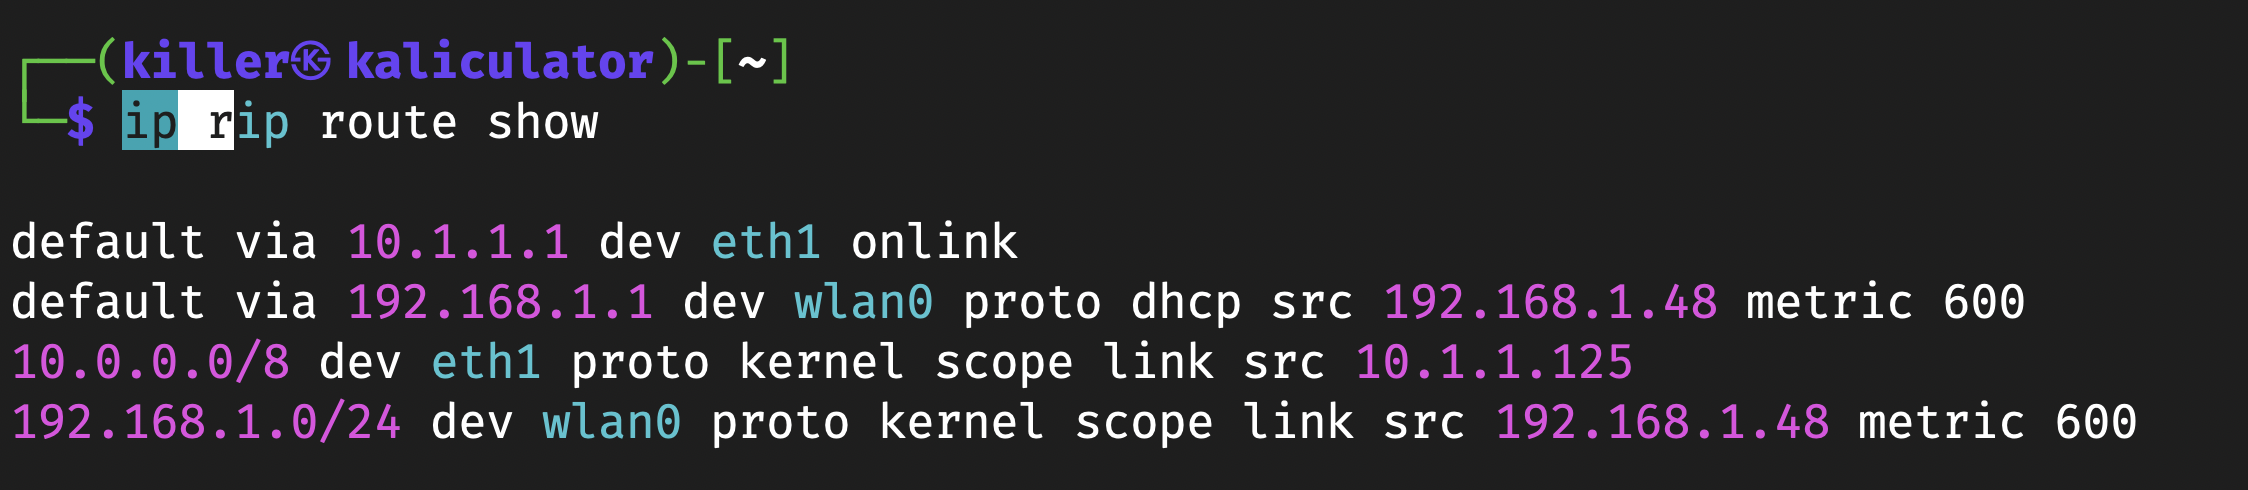 ┌──(killer㉿kaliculator)-[~]
└─$ ip rip route show
default via 10.1.1.1 dev eth1 onlink
default via 192.168.1.1 dev wlan0 proto dhcp src 192.168.1.48 metric 600
10.0.0.0/8 dev eth1 proto kernel scope link src 10.1.1.125
192.168.1.0/24 dev wlan0 proto kernel scope link src 192.168.1.48 metric 600